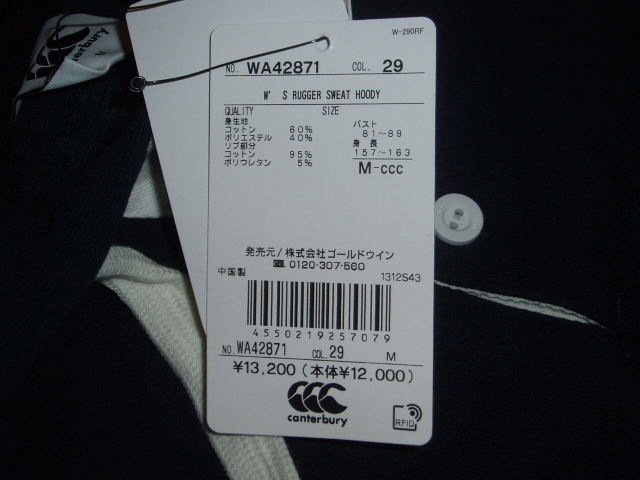 canterbury
M
W-290RF
NO. WA42871 COL. 29
W' S RUGGER SWEAT HOODY
QUALITY SIZE
身生地
コットン 60%
ポリエステル 40%
リブ部分
コットン 95%
ポリウレタン 5%
バスト
81~89
身長
157~163
M-ccc
発売元/株式会社ゴールドウイン
0120-307-560
中国製 1312S43
4550219257079
NO. WA42871 COL. 29 M
¥13,200(本体¥12,000)
canterbury
RFID